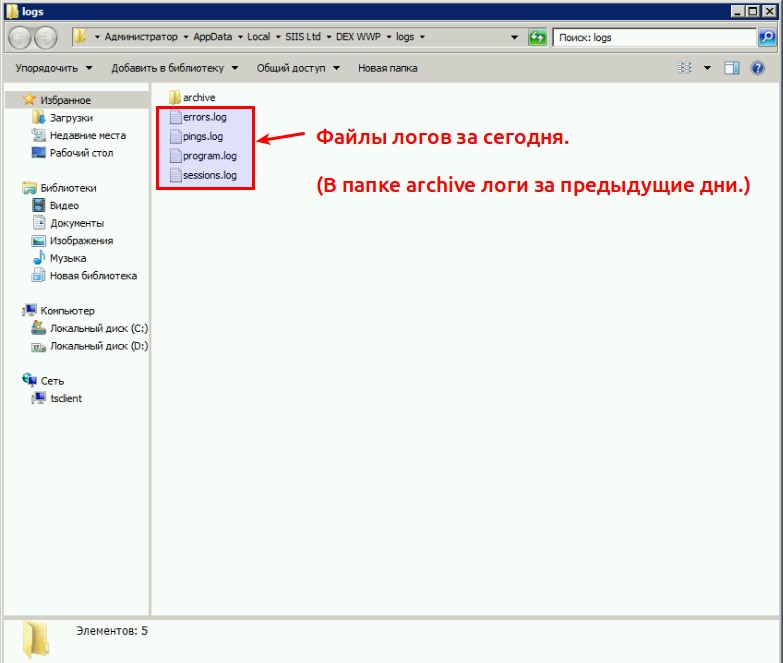 logs
Администратор AppData Local SIIS Ltd DEX WWP logs
Поиск: logs
Упорядочить Добавить в библиотеку Общий доступ Новая папка
Избранное
Загрузки
Недавние места
Рабочий стол
Библиотеки
Видео
Документы
Изображения
Музыка
Новая библиотека
Компьютер
Локальный диск (C:)
Локальный диск (D:)
Сеть
tsclient
archive
errors.log
pings.log
program.log
sessions.log
Файлы логов за сегодня.
(В папке archive логи за предыдущие дни.)
Элементов: 5